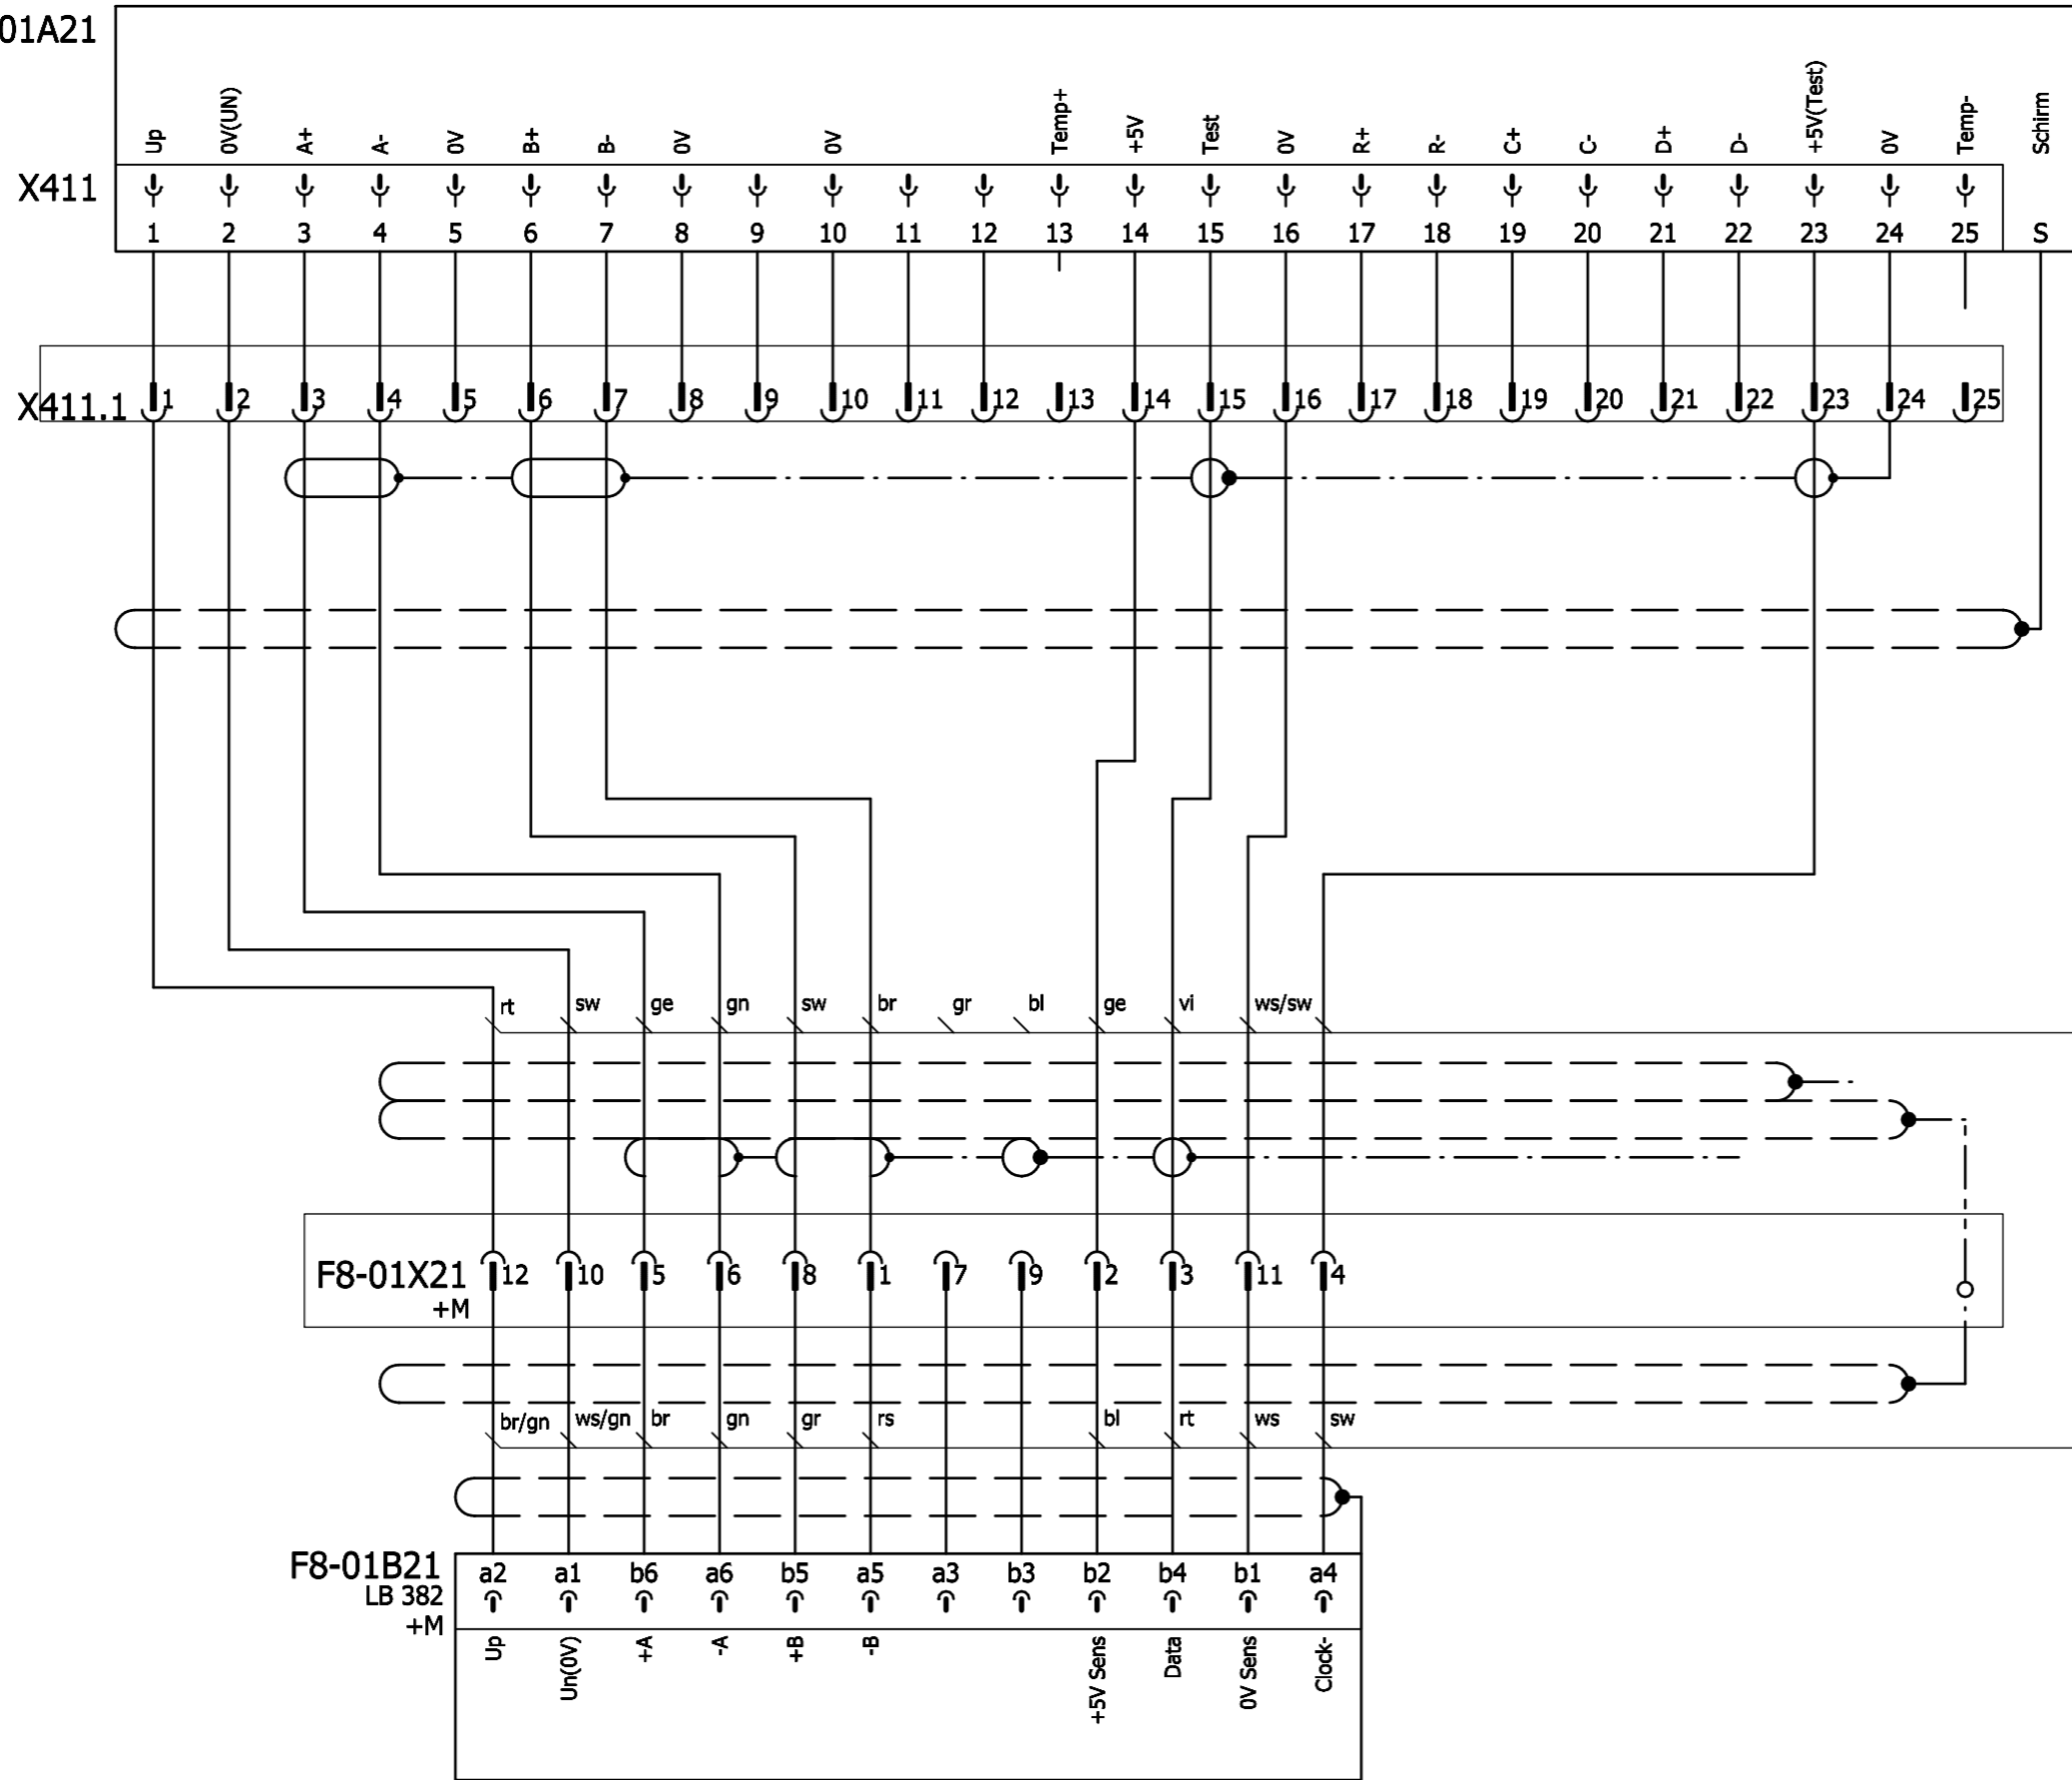 01A21
Up 0V(UN) A+ A- 0V B+ B- 0V 0V Temp+ +5V Test 0V R+ R- C+ C- D+ D- +5V(Test) 0V Temp- Schirm
X411
1 2 3 4 5 6 7 8 9 10 11 12 13 14 15 16 17 18 19 20 21 22 23 24 25 S
X411.1 1 2 3 4 5 6 7 8 9 10 11 12 13 14 15 16 17 18 19 20 21 22 23 24 25
rt sw ge gn sw br gr bl ge vi ws/sw
F8-01X21 12 10 5 6 8 1 7 9 2 3 11 4
+M
br/gn ws/gn br gn gr rs bl rt ws sw
F8-01B21 a2 a1 b6 a6 b5 a5 a3 b3 b2 b4 b1 a4
LB 382
+M
Up Un(0V) +A -A +B -B +5V Sens Data 0V Sens Clock-